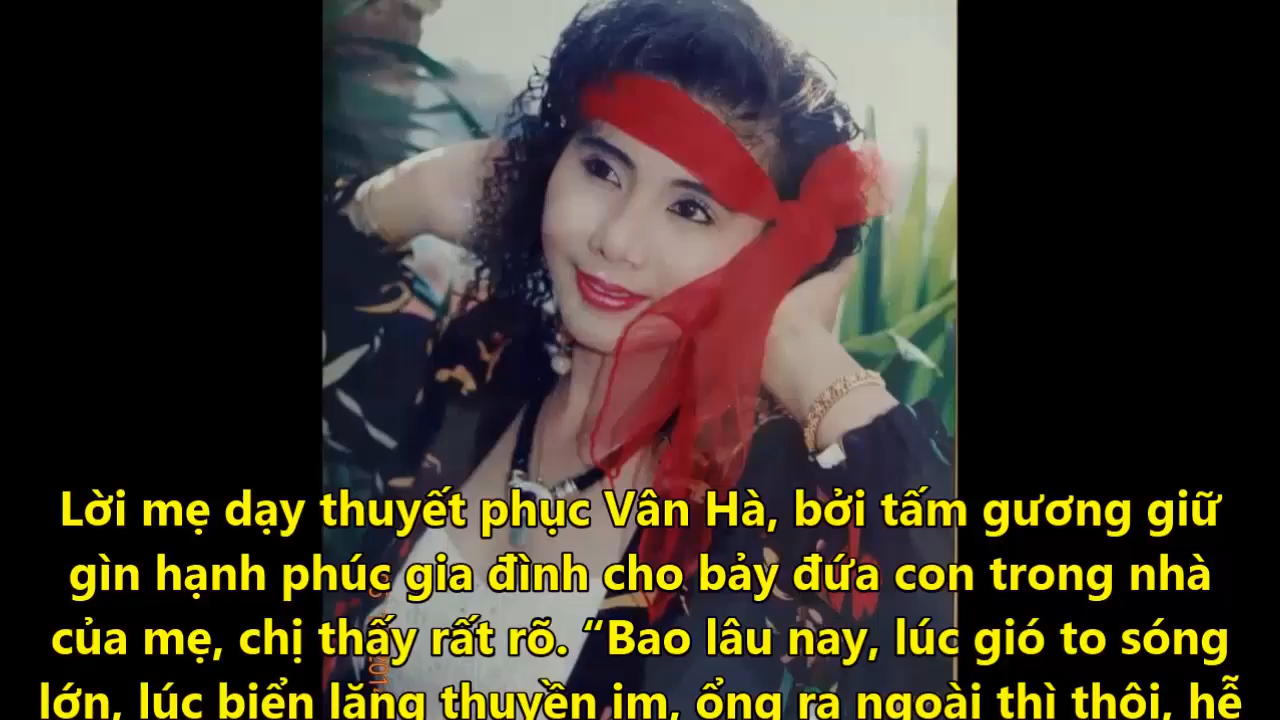 Lời mẹ dạy thuyết phục Vân Hà, bởi tấm gương giữ
gìn hạnh phúc gia đình cho bảy đứa con trong nhà
của mẹ, chị thấy rất rõ. “Bao lâu nay, lúc gió to sóng
lớn, lúc biển lặng thuyền im, ổng ra ngoài thì thôi, hễ